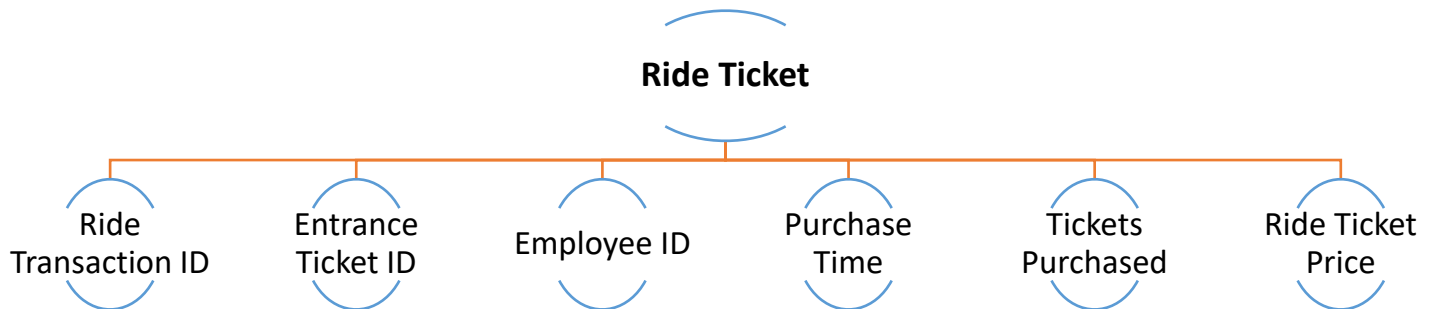 Ride Ticket
Ride
Transaction ID
Entrance
Ticket ID
Employee ID
Purchase
Time
Tickets
Purchased
Ride Ticket
Price